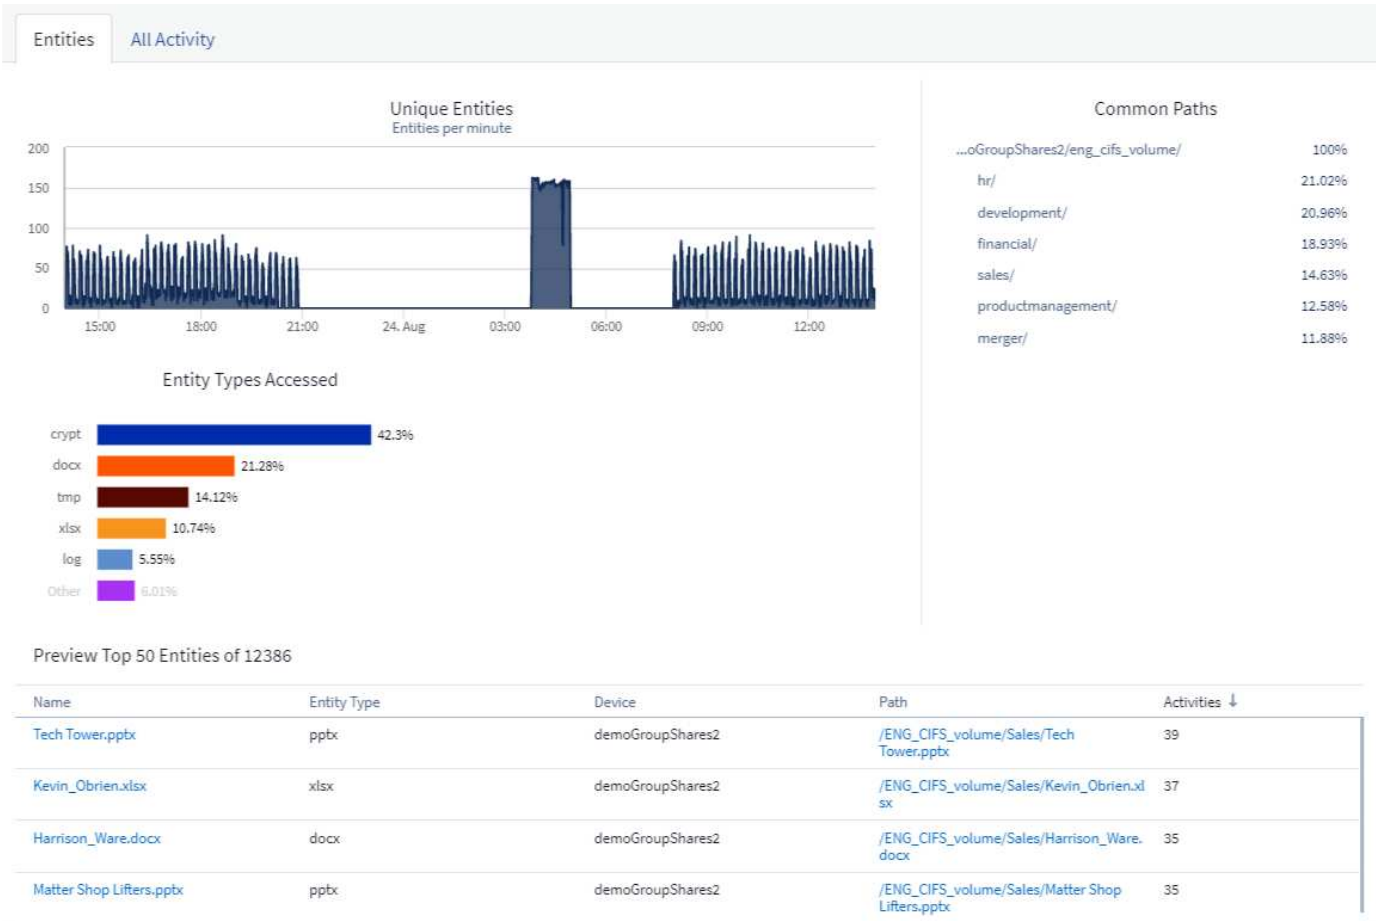 Entities
All Activity
Unique Entities
Entities per minute
200
150
100
50
0
15:00
18:00
21:00
24. Aug
03:00
06:00
09:00
12:00
Common Paths
...oGroupShares2/eng_cifs_volume/ 100%
hr/ 21.02%
development/ 20.96%
financial/ 18.93%
sales/ 14.63%
productmanagement/ 12.58%
merger/ 11.88%
Entity Types Accessed
crypt 42.3%
docx 21.28%
tmp 14.12%
xlsx 10.74%
log 5.55%
Other 6.01%
Preview Top 50 Entities of 12386
Name Entity Type Device Path Activities ↓
Tech Tower.pptx pptx demoGroupShares2 /ENG_CIFS_volume/Sales/Tech 39
Tower.pptx
Kevin_Obrien.xlsx xlsx demoGroupShares2 /ENG_CIFS_volume/Sales/Kevin_Obrien.xl 37
sx
Harrison_Ware.docx docx demoGroupShares2 /ENG_CIFS_volume/Sales/Harrison_Ware. 35
docx
Matter Shop Lifters.pptx pptx demoGroupShares2 /ENG_CIFS_volume/Sales/Matter Shop 35
Lifters.pptx